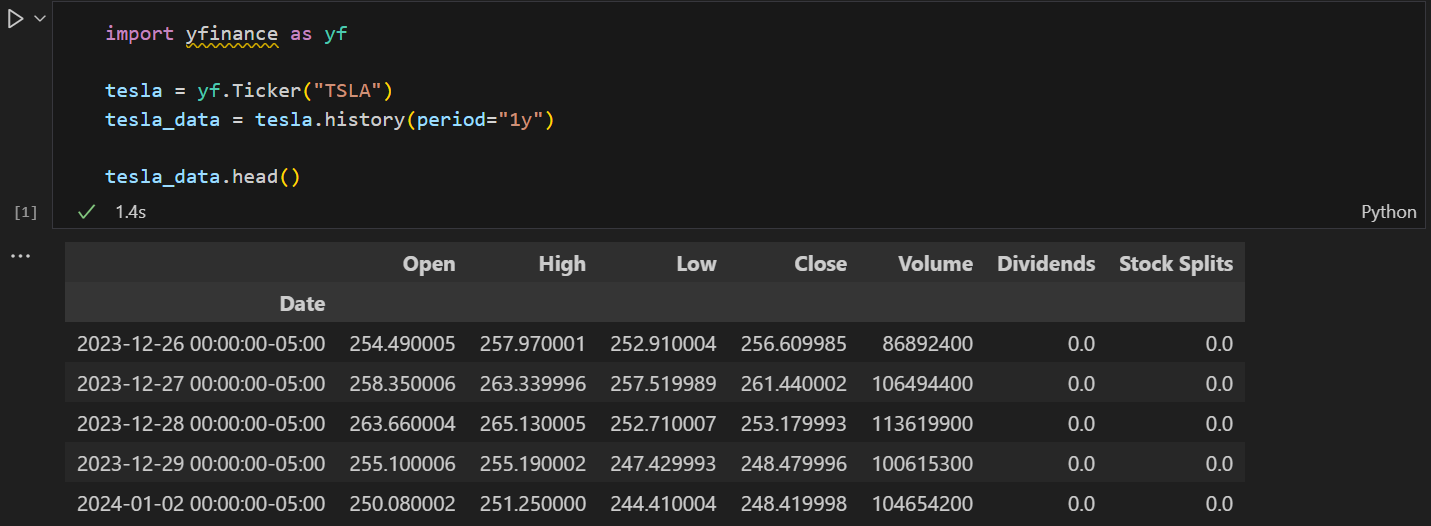 import yfinance as yf
tesla = yf.Ticker("TSLA")
tesla_data = tesla.history(period="1y")
tesla_data.head()
[1] 1.4s Python
Open High Low Close Volume Dividends Stock Splits
Date
2023-12-26 00:00:00-05:00 254.490005 257.970001 252.910004 256.609985 86892400 0.0 0.0
2023-12-27 00:00:00-05:00 258.350006 263.339996 257.519989 261.440002 106494400 0.0 0.0
2023-12-28 00:00:00-05:00 263.660004 265.130005 252.710007 253.179993 113619900 0.0 0.0
2023-12-29 00:00:00-05:00 255.100006 255.190002 247.429993 248.479996 100615300 0.0 0.0
2024-01-02 00:00:00-05:00 250.080002 251.250000 244.410004 248.419998 104654200 0.0 0.0